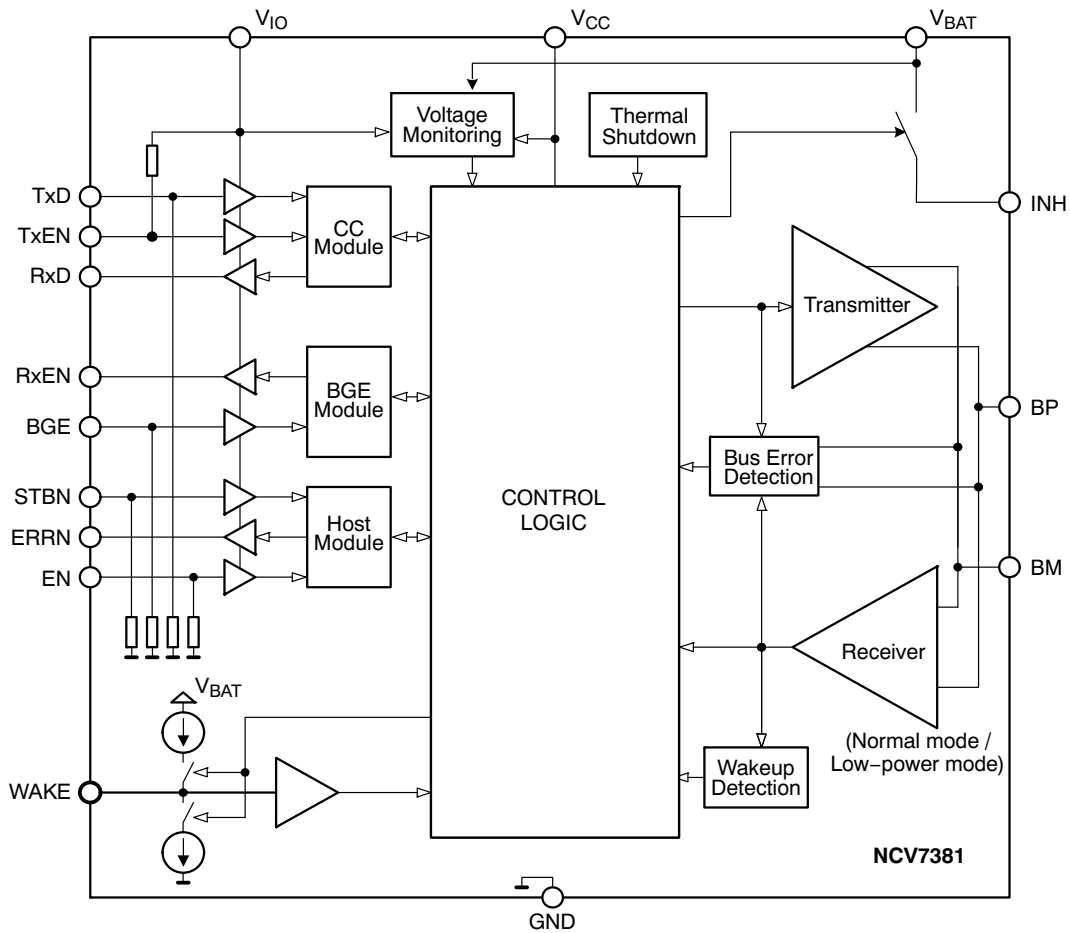 VIO
VCC
VBAT
Voltage
Monitoring
Thermal
Shutdown
TxD
TxEN
RxD
CC
Module
INH
Transmitter
RxEN
BGE
BGE
Module
BP
Bus Error
Detection
STBN
ERRN
EN
Host
Module
CONTROL
LOGIC
BM
Receiver
(Normal mode /
Low−power mode)
VBAT
WAKE
Wakeup
Detection
NCV7381
GND